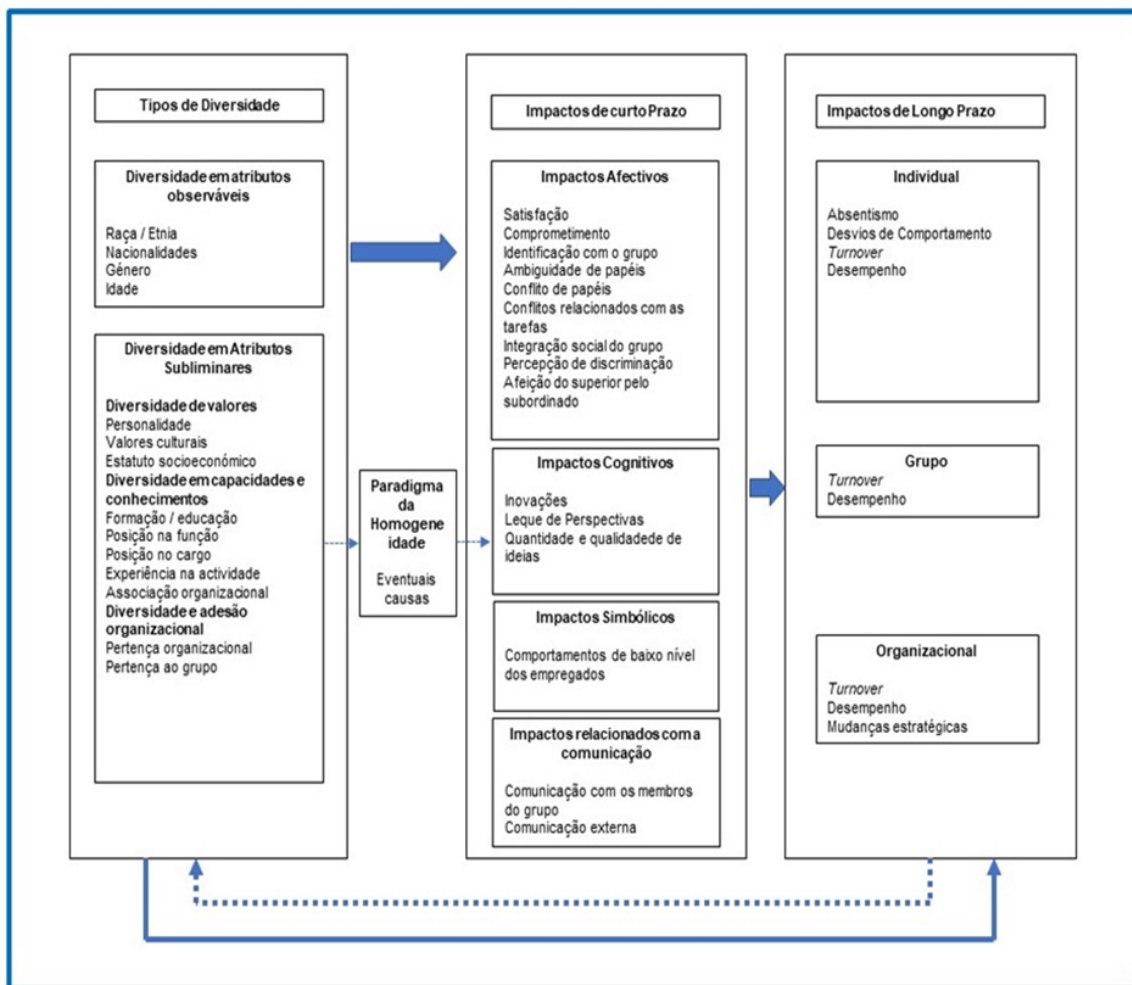 Tipos de Diversidade
Diversidade em atributos
observáveis
Raça / Etnia
Nacionalidades
Género
Idade
Diversidade em Atributos
Subliminares
Diversidade de valores
Personalidade
Valores culturais
Estatuto socioeconómico
Diversidade em capacidades e
conhecimentos
Formação / educação
Posição na função
Posição no cargo
Experiência na actividade
Associação organizacional
Diversidade e adesão
organizacional
Pertença organizacional
Pertença ao grupo
Paradigma
da
Homogene
idade
Eventuais
causas
Impactos de curto Prazo
Impactos Afectivos
Satisfação
Comprometimento
Identificação com o grupo
Ambiguidade de papéis
Conflito de papéis
Conflitos relacionados com as
tarefas
Integração social do grupo
Percepção de discriminação
Afeição do superior pelo
subordinado
Impactos Cognitivos
Inovações
Leque de Perspectivas
Quantidade e qualidadede de
ideias
Impactos Simbólicos
Comportamentos de baixo nível
dos empregados
Impactos relacionados com a
comunicação
Comunicação com os membros
do grupo
Comunicação externa
Impactos de Longo Prazo
Individual
Absentismo
Desvios de Comportamento
Turnover
Desempenho
Grupo
Turnover
Desempenho
Organizacional
Turnover
Desempenho
Mudanças estratégicas